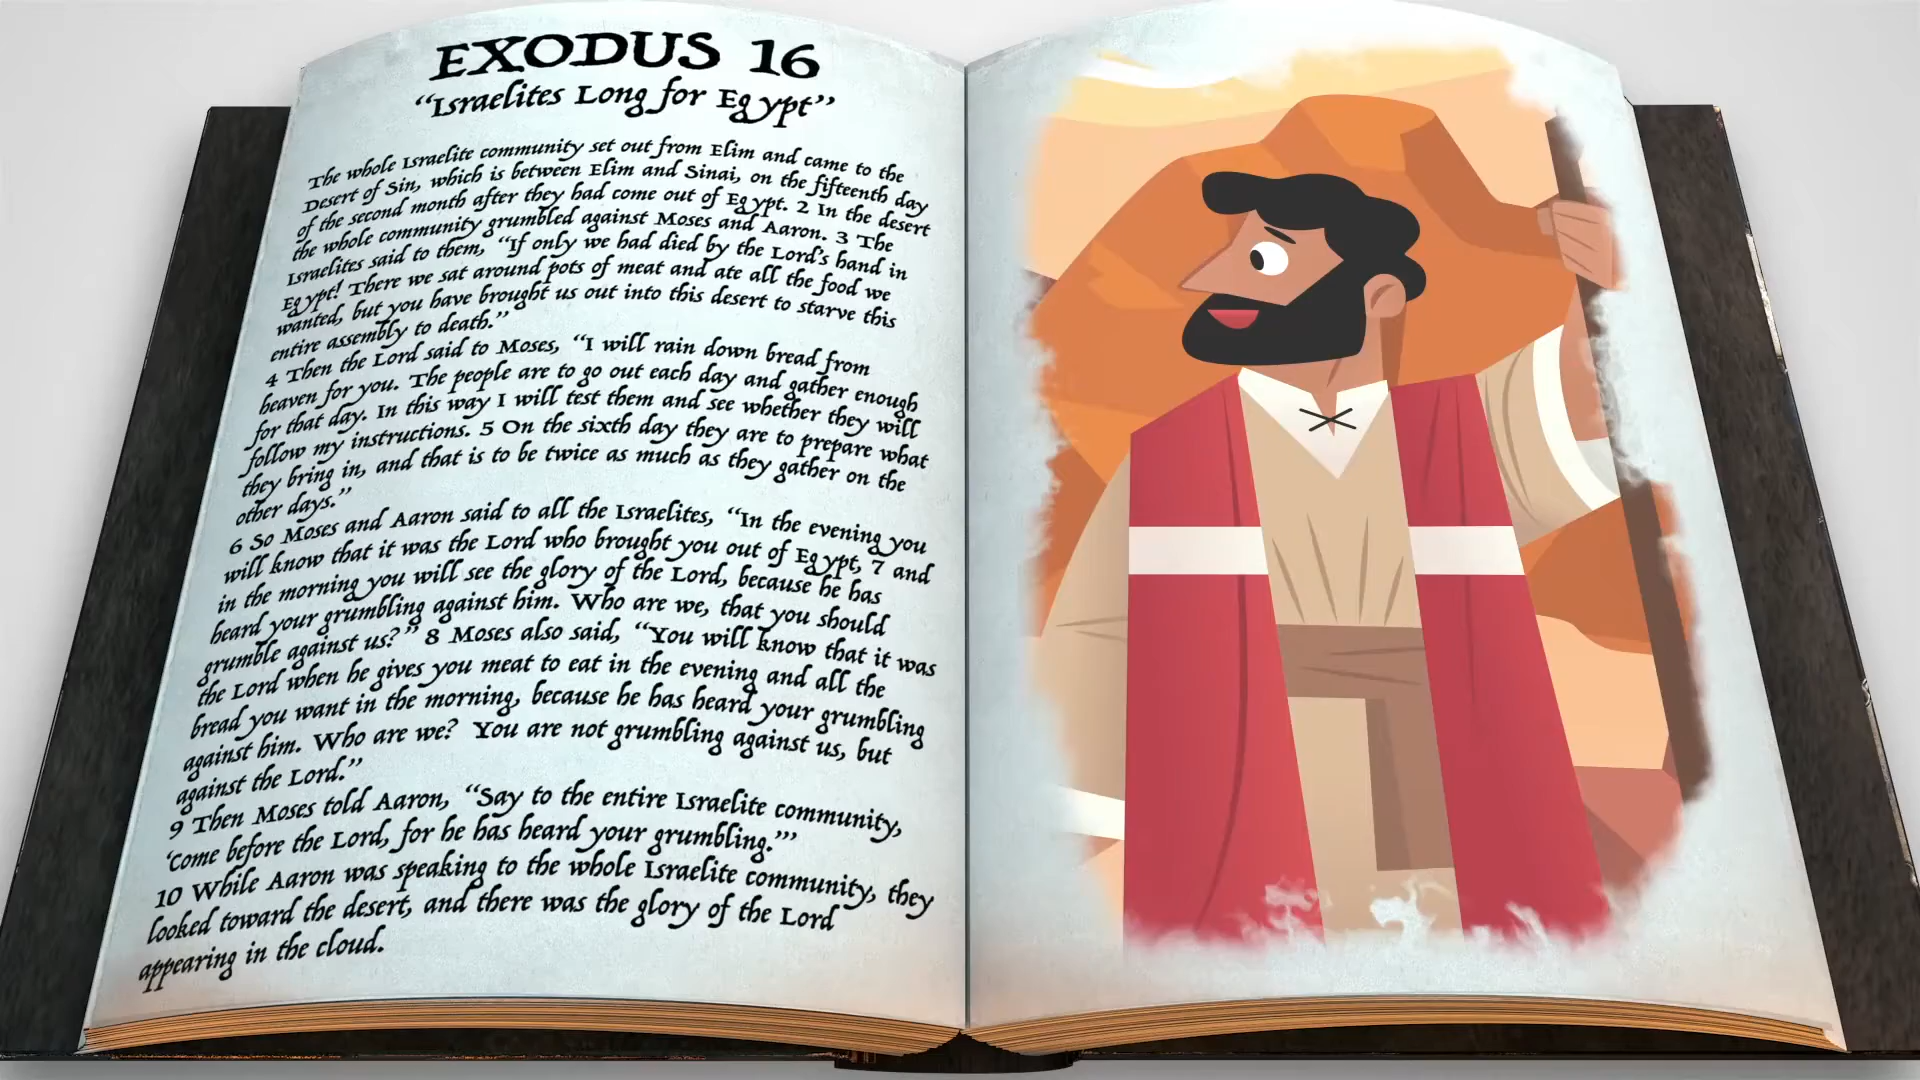 EXODUS 16
“Israelites Long for Egypt”
The whole Israelite community set out from Elim and came to the
Desert of Sin, which is between Elim and Sinai, on the fifteenth day
of the second month after they had come out of Egypt. 2 In the desert
the whole community grumbled against Moses and Aaron. 3 The
Israelites said to them, “If only we had died by the Lord’s hand in
Egypt! There we sat around pots of meat and ate all the food we
wanted, but you have brought us out into this desert to starve this
entire assembly to death.”
4 Then the Lord said to Moses, “I will rain down bread from
heaven for you. The people are to go out each day and gather enough
for that day. In this way I will test them and see whether they will
follow my instructions. 5 On the sixth day they are to prepare what
they bring in, and that is to be twice as much as they gather on the
other days.”
6 So Moses and Aaron said to all the Israelites, “In the evening you
will know that it was the Lord who brought you out of Egypt, 7 and
in the morning you will see the glory of the Lord, because he has
heard your grumbling against him. Who are we, that you should
grumble against us?” 8 Moses also said, “You will know that it was
the Lord when he gives you meat to eat in the evening and all the
bread you want in the morning, because he has heard your grumbling
against him. Who are we? You are not grumbling against us, but
against the Lord.”
9 Then Moses told Aaron, “Say to the entire Israelite community,
‘Come before the Lord, for he has heard your grumbling.’”
10 While Aaron was speaking to the whole Israelite community, they
looked toward the desert, and there was the glory of the Lord
appearing in the cloud.